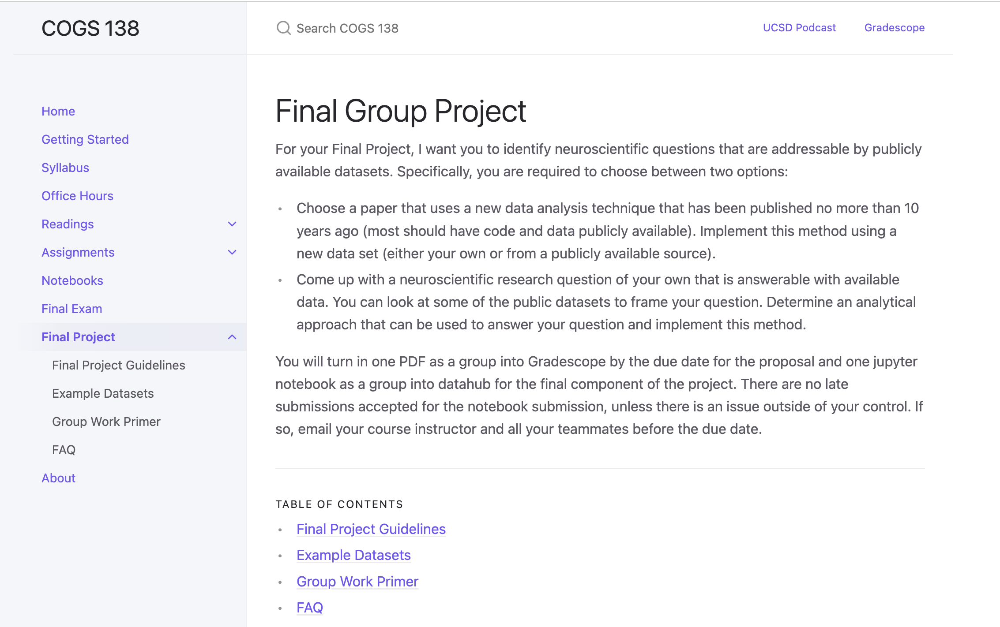 COGS 138
Search COGS 138
UCSD Podcast
Gradescope
Home
Getting Started
Syllabus
Office Hours
Readings
Assignments
Notebooks
Final Exam
Final Project
Final Project Guidelines
Example Datasets
Group Work Primer
FAQ
About
Final Group Project
For your Final Project, I want you to identify neuroscientific questions that are addressable by publicly
available datasets. Specifically, you are required to choose between two options:
• Choose a paper that uses a new data analysis technique that has been published no more than 10
years ago (most should have code and data publicly available). Implement this method using a
new data set (either your own or from a publicly available source).
• Come up with a neuroscientific research question of your own that is answerable with available
data. You can look at some of the public datasets to frame your question. Determine an analytical
approach that can be used to answer your question and implement this method.
You will turn in one PDF as a group into Gradescope by the due date for the proposal and one jupyter
notebook as a group into datahub for the final component of the project. There are no late
submissions accepted for the notebook submission, unless there is an issue outside of your control. If
so, email your course instructor and all your teammates before the due date.
TABLE OF CONTENTS
• Final Project Guidelines
• Example Datasets
• Group Work Primer
• FAQ